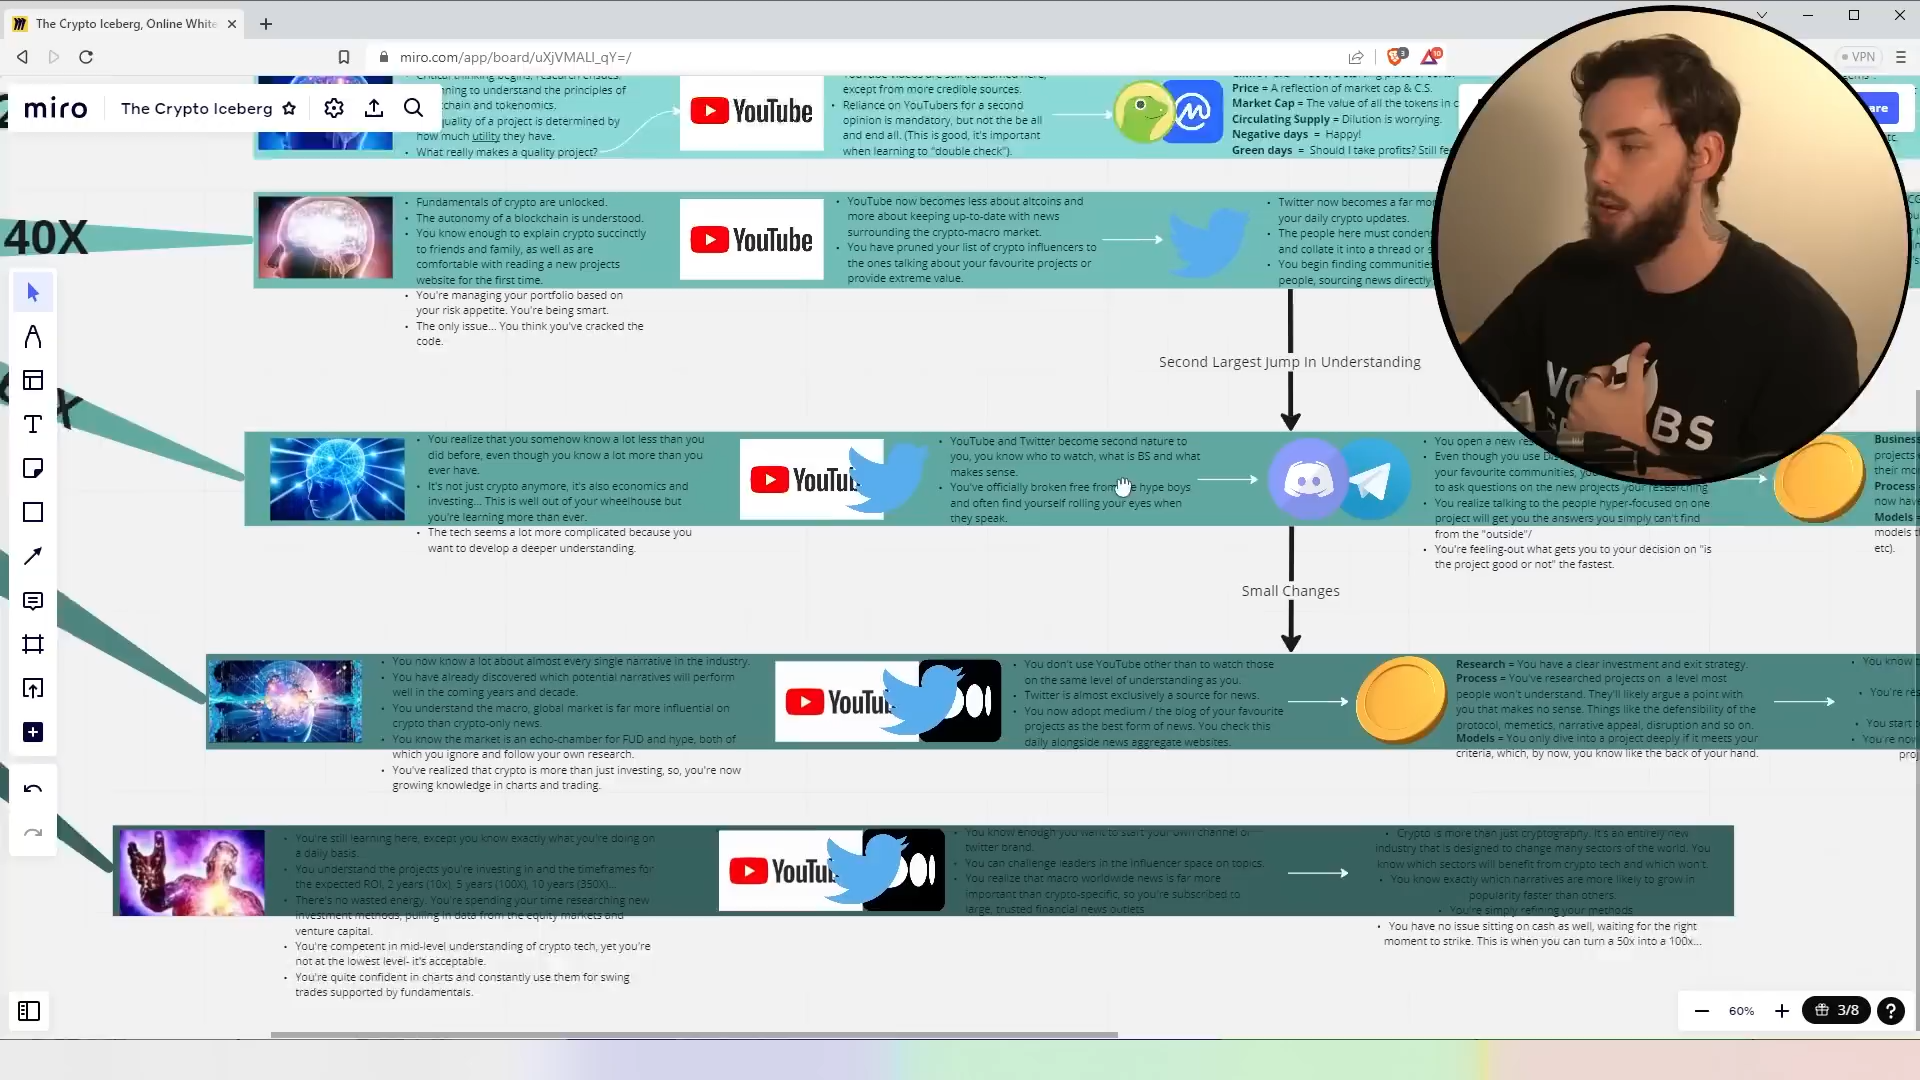 The Crypto Iceberg, Online White
miro.com/app/board/uXjVMALI_qY=/
VPN
miro
The Crypto Iceberg
are
principles of
chain and tokenomics.
quality of a project is determined by
how much utility they have.
What really makes a quality project?
YouTube
except from more credible sources.
Reliance on YouTubers for a second
opinion is mandatory, but not the be all
and end all. (This is good, it's important
when learning to "double check").
Price = A reflection of market cap & C.S.
Market Cap = The value of all the tokens in c
Circulating Supply = Dilution is worrying.
Negative days = Happy!
Green days = Should I take profits? Still fe
etc.
40X
Fundamentals of crypto are unlocked.
The autonomy of a blockchain is understood.
You know enough to explain crypto succinctly
to friends and family, as well as are
comfortable with reading a new projects
website for the first time.
You're managing your portfolio based on
your risk appetite. You're being smart.
The only issue... You think you've cracked the
code.
YouTube
YouTube now becomes less about altcoins and
more about keeping up-to-date with news
surrounding the crypto-macro market.
You have pruned your list of crypto influencers to
the ones talking about your favourite projects or
provide extreme value.
Twitter now becomes a far mo
your daily crypto updates.
The people here must conden
and collate it into a thread or s
You begin finding communities
people, sourcing news directly
Second Largest Jump In Understanding
BS
X
You realize that you somehow know a lot less than you
did before, even though you know a lot more than you
ever have.
It's not just crypto anymore, it's also economics and
investing... This is well out of your wheelhouse but
you're learning more than ever.
The tech seems a lot more complicated because you
want to develop a deeper understanding.
YouTu
YouTube and Twitter become second nature to
you, you know who to watch, what is BS and what
makes sense.
You've officially broken free from the hype boys
and often find yourself rolling your eyes when
they speak.
You open a new res
Even though you use Di
your favourite communities, yo
to ask questions on the new projects your researching
You realize talking to the people hyper-focused on one
project will get you the answers you simply can't find
from the "outside"/
You're feeling-out what gets you to your decision on "is
the project good or not" the fastest.
Business
projects
their mo
Process
now have
Models =
models th
etc).
Small Changes
You now know a lot about almost every single narrative in the industry.
You have already discovered which potential narratives will perform
well in the coming years and decade.
You understand the macro, global market is far more influential on
crypto than crypto-only news.
You know the market is an echo-chamber for FUD and hype, both of
which you ignore and follow your own research.
You've realized that crypto is more than just investing, so, you're now
growing knowledge in charts and trading.
YouTu
You don't use YouTube other than to watch those
on the same level of understanding as you.
Twitter is almost exclusively a source for news.
You now adopt medium / the blog of your favourite
projects as the best form of news. You check this
daily alongside news aggregate websites.
Research = You have a clear investment and exit strategy.
Process = You've researched projects on a level most
people won't understand. They'll likely argue a point with
you that makes no sense. Things like the defensibility of the
protocol, memetics, narrative appeal, disruption and so on.
Models = You only dive into a project deeply if it meets your
criteria, which, by now, you know like the back of your hand.
You know t
You're res
You start
You're now
proj
You're still learning here, except you know exactly what you're doing on
a daily basis.
You understand the projects you're investing in and the timeframes for
the expected ROI, 2 years (10x), 5 years (100X), 10 years (350X)...
There's no wasted energy. You're spending your time researching new
investment methods, pulling in data from the equity markets and
venture capital.
You're competent in mid-level understanding of crypto tech, yet you're
not at the lowest level- it's acceptable.
You're quite confident in charts and constantly use them for swing
trades supported by fundamentals.
YouTu
You know enough you want to start your own channel or
twitter brand.
You can challenge leaders in the influencer space on topics.
You realize that macro worldwide news is far more
important than crypto-specific, so you're subscribed to
large, trusted financial news outlets
Crypto is more than just cryptography. It's an entirely new
industry that is designed to change many sectors of the world. You
know which sectors will benefit from crypto tech and which won't.
You know exactly which narratives are more likely to grow in
popularity faster than others.
You're simply refining your methods
You have no issue sitting on cash as well, waiting for the right
moment to strike. This is when you can turn a 50x into a 100x...
60%
3/8